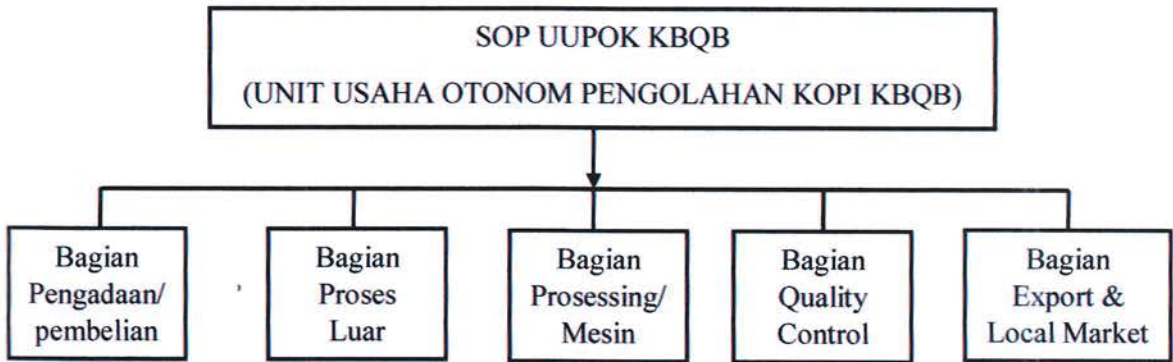 SOP UUPOK KBQB
(UNIT USAHA OTONOM PENGOLAHAN KOPI KBQB)
Bagian
Pengadaan/
pembelian
Bagian
Proses
Luar
Bagian
Prosessing/
Mesin
Bagian
Quality
Control
Bagian
Export &
Local Market